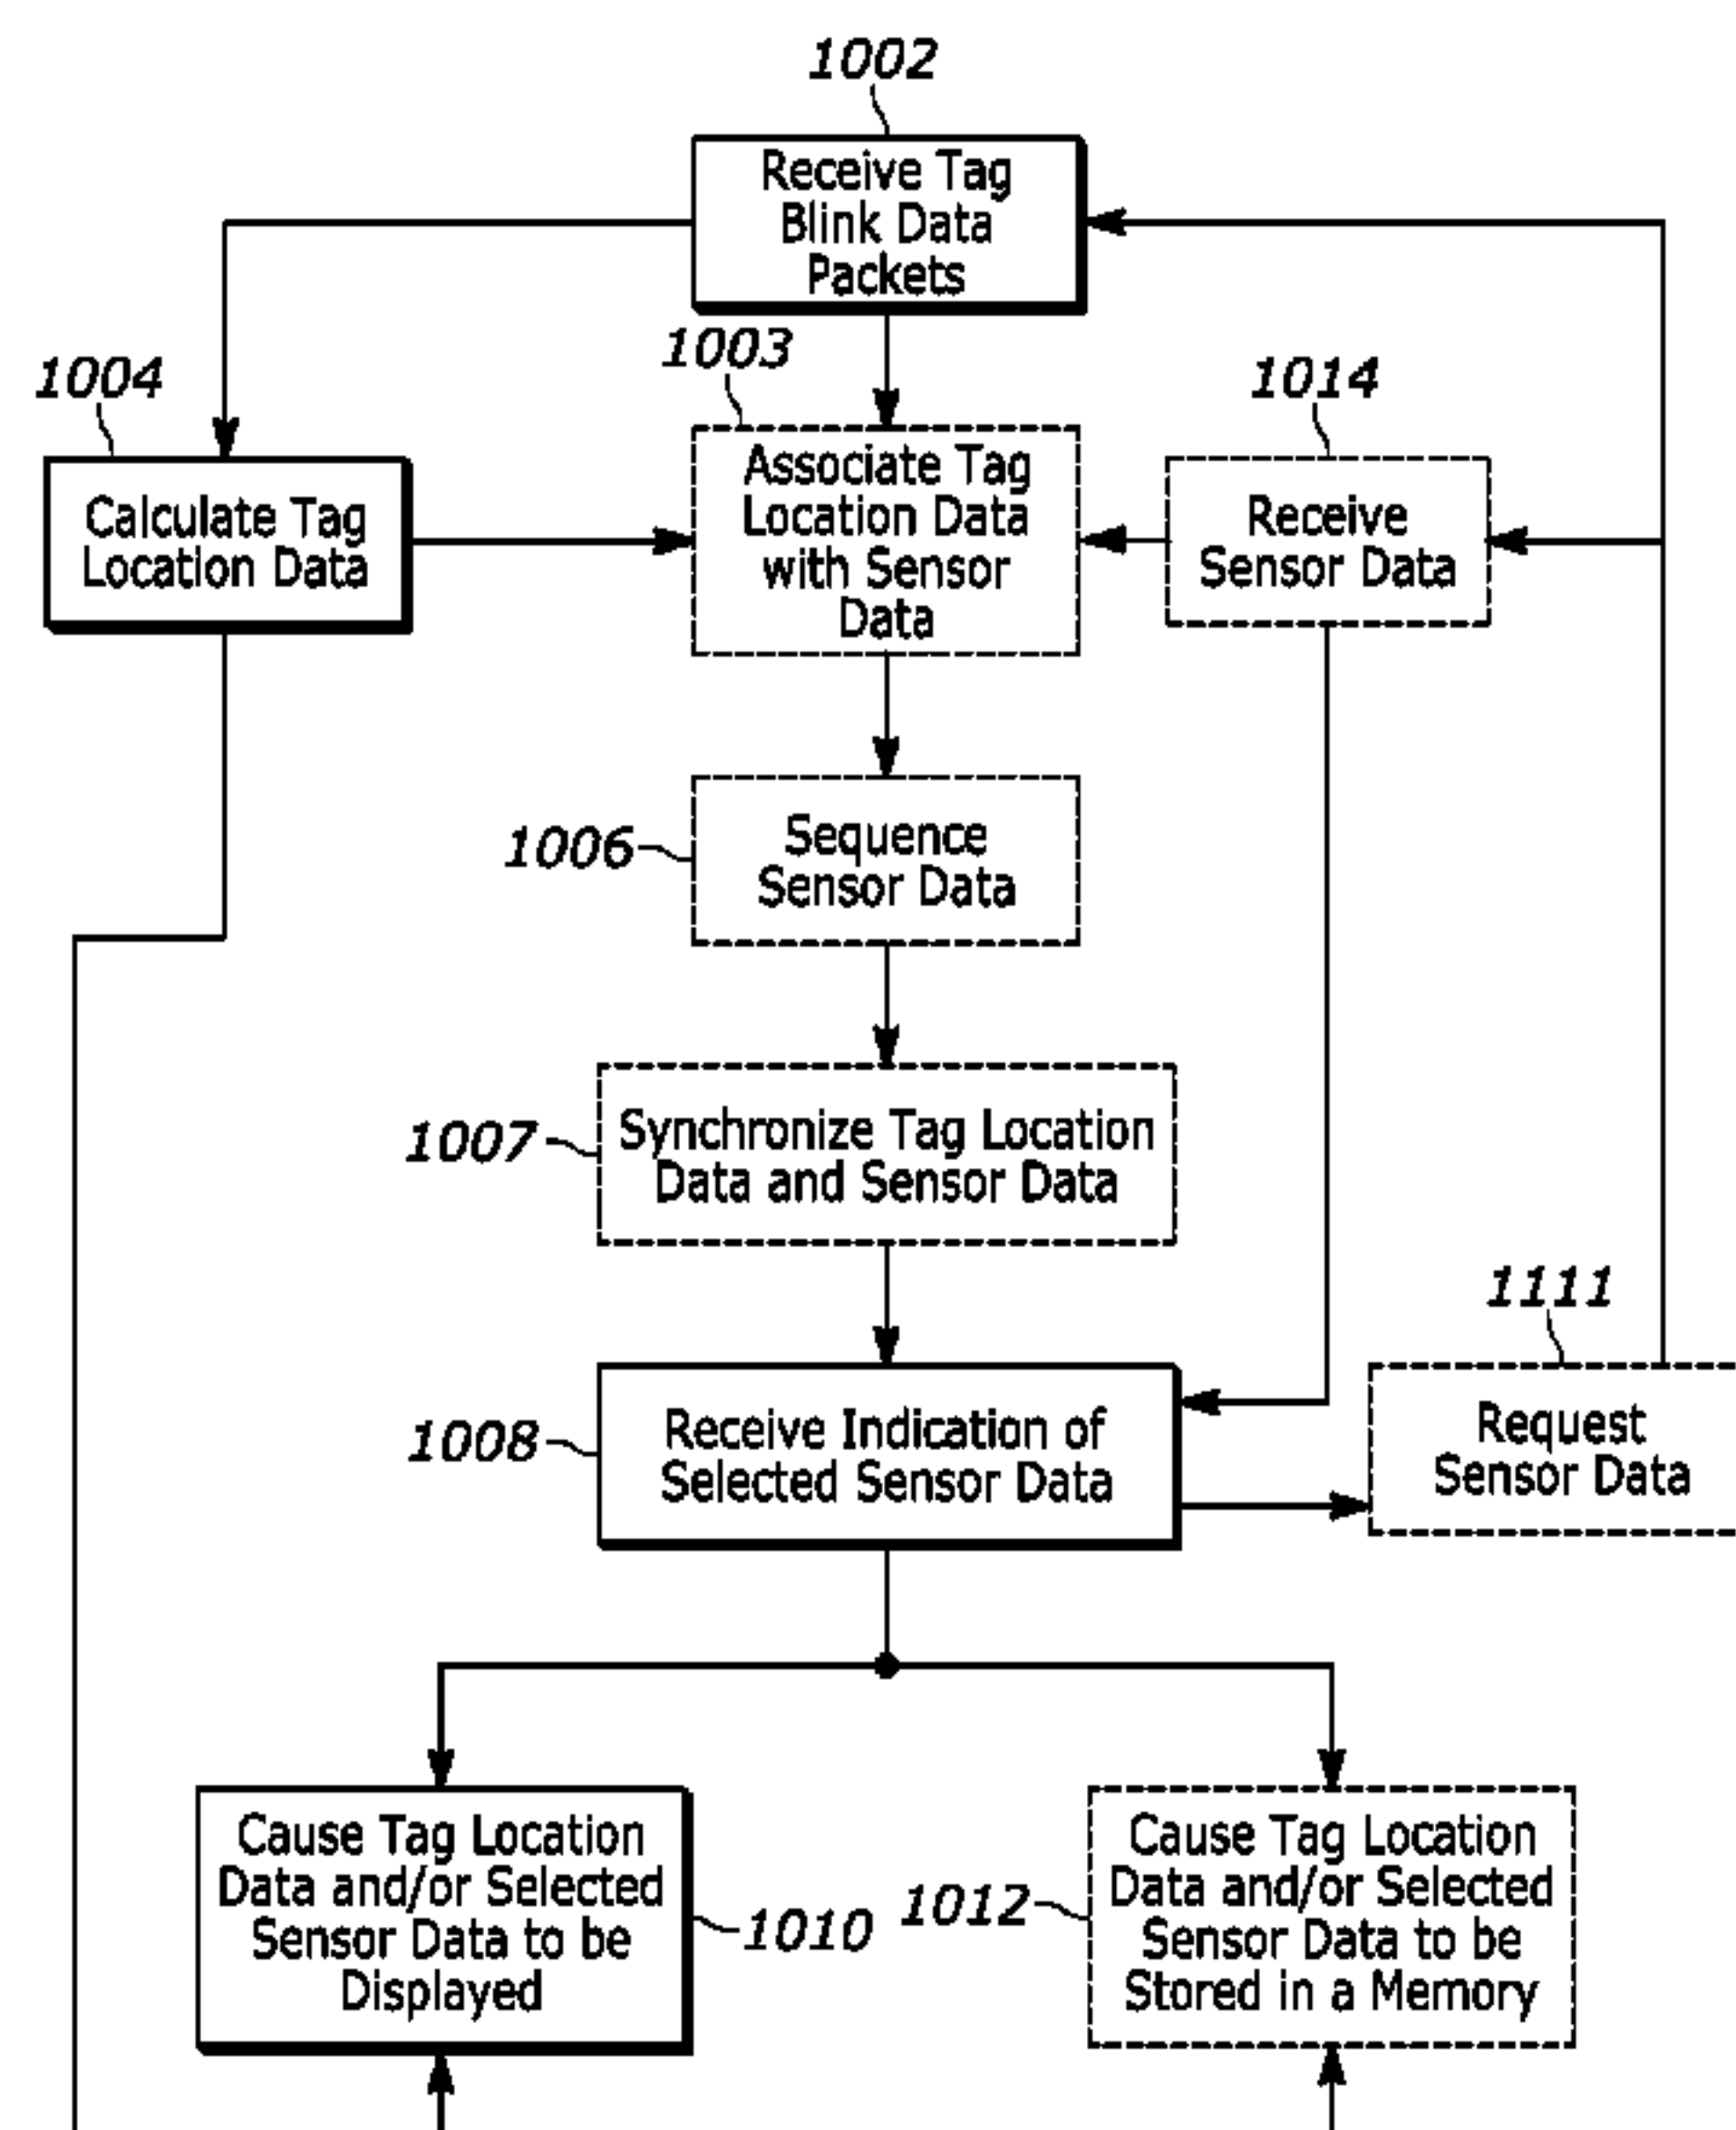 1002
Receive Tag
Blink Data
Packets
1004
Calculate Tag
Location Data
1003
Associate Tag
Location Data
with Sensor
Data
1014
Receive
Sensor Data
1006
Sequence
Sensor Data
1007
Synchronize Tag Location
Data and Sensor Data
1008
Receive Indication of
Selected Sensor Data
1111
Request
Sensor Data
Cause Tag Location
Data and/or Selected
Sensor Data to be
Displayed
1010
1012
Cause Tag Location
Data and/or Selected
Sensor Data to be
Stored in a Memory